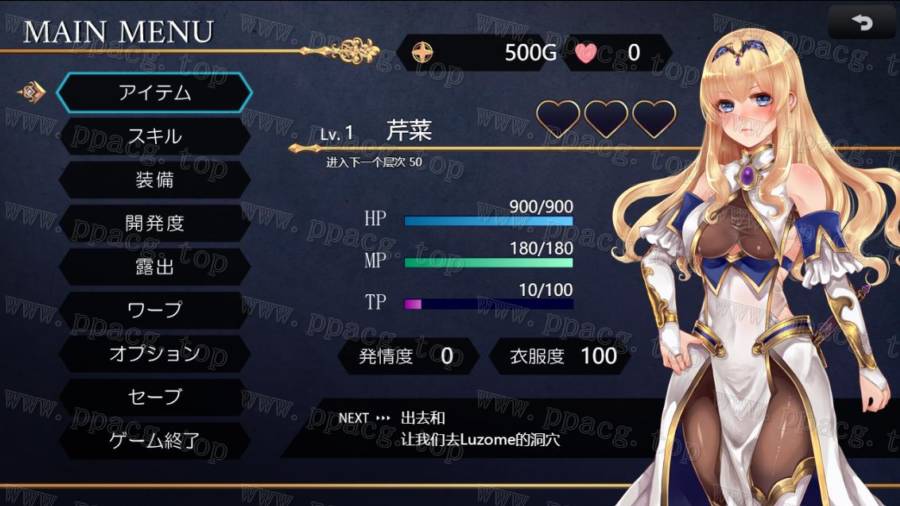 MAIN MENU
500G
0
アイテム
スキル
装備
開発度
露出
ワープ
オプション
セーブ
ゲーム終了
Lv.1 芹菜
进入下一个层次 50
HP 900/900
MP 180/180
TP 10/100
発情度 0
衣服度 100
NEXT ・・・ 出去和
让我们去Luzome的洞穴
www.ppacg.top